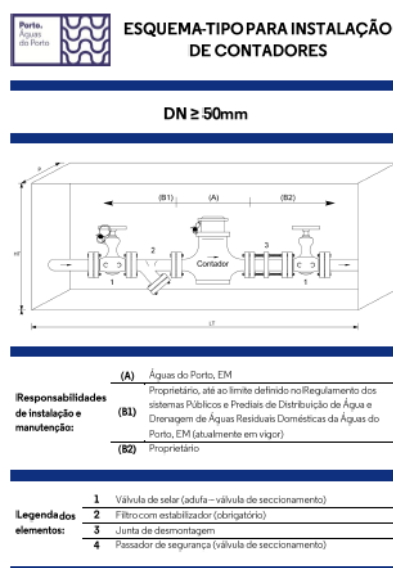 Porto.
Águas
do Porto
ESQUEMA-TIPO PARA INSTALAÇÃO
DE CONTADORES
DN ≥ 50mm
P
(B1) (A) (B2)
2 3
Contador
1 1
LT
Responsabilidades
de instalação e
manutenção:
(A) Águas do Porto, EM
(B1) Proprietário, até ao limite definido no Regulamento dos
sistemas Públicos e Prediais de Distribuição de Água e
Drenagem de Águas Residuais Domésticas da Águas do
Porto, EM (atualmente em vigor)
(B2) Proprietário
Legenda dos
elementos:
1 Válvula de selar (adufa – válvula de seccionamento)
2 Filtro com estabilizador (obrigatório)
3 Junta de desmontagem
4 Passador de segurança (válvula de seccionamento)